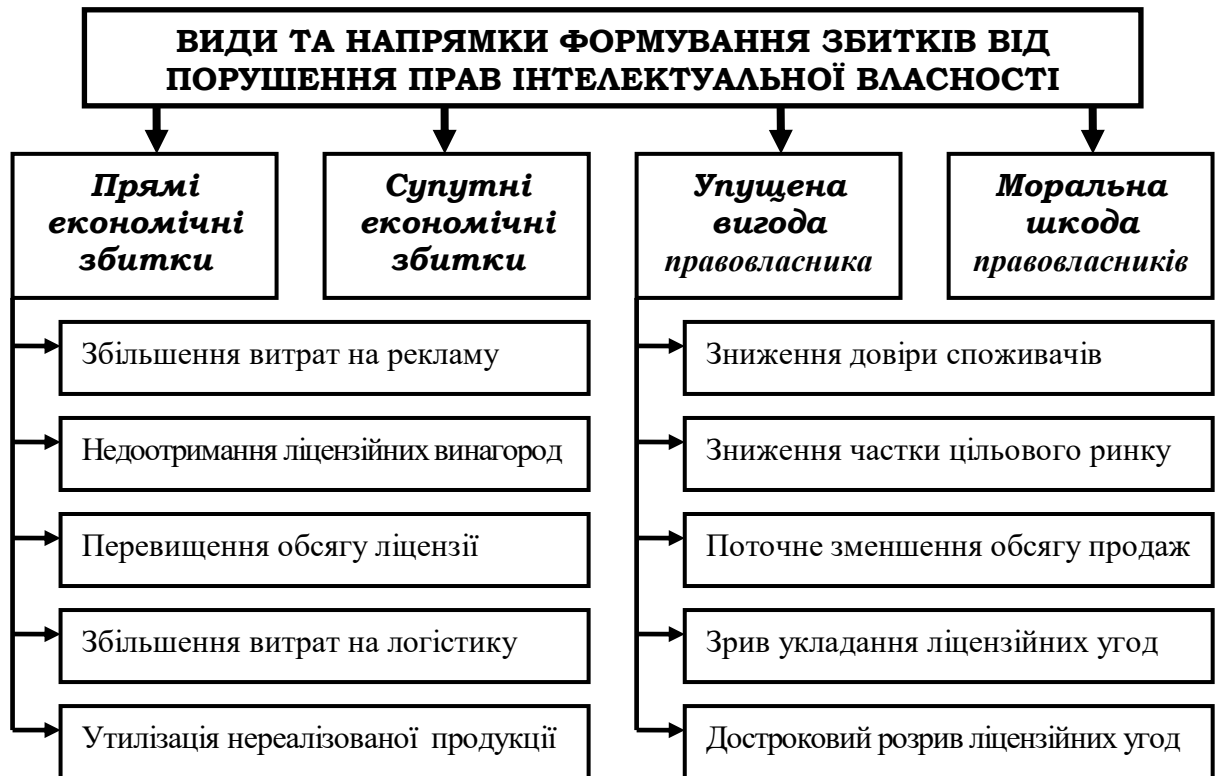 ВИДИ ТА НАПРЯМКИ ФОРМУВАННЯ ЗБИТКІВ ВІД
ПОРУШЕННЯ ПРАВ ІНТЕЛЕКТУАЛЬНОЇ ВЛАСНОСТІ
Прямі
економічні
збитки
Супутні
економічні
збитки
Упущена
вигода
правовласника
Моральна
шкода
правовласників
Збільшення витрат на рекламу
Недоотримання ліцензійних винагород
Перевищення обсягу ліцензії
Збільшення витрат на логістику
Утилізація нереалізованої продукції
Зниження довіри споживачів
Зниження частки цільового ринку
Поточне зменшення обсягу продаж
Зрив укладання ліцензійних угод
Достроковий розрив ліцензійних угод